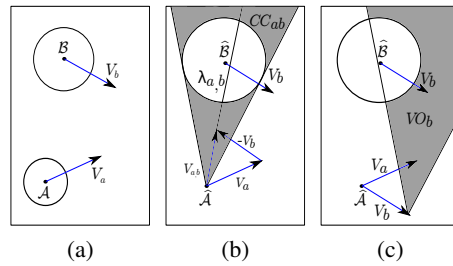 B
V_b
V_a
A
(a)
CC_ab
B̂
λ_a,b
V_b
-V_b
V_ab
V_a
Â
(b)
B̂
V_b
VO_b
V_a
Â
V_b
(c)